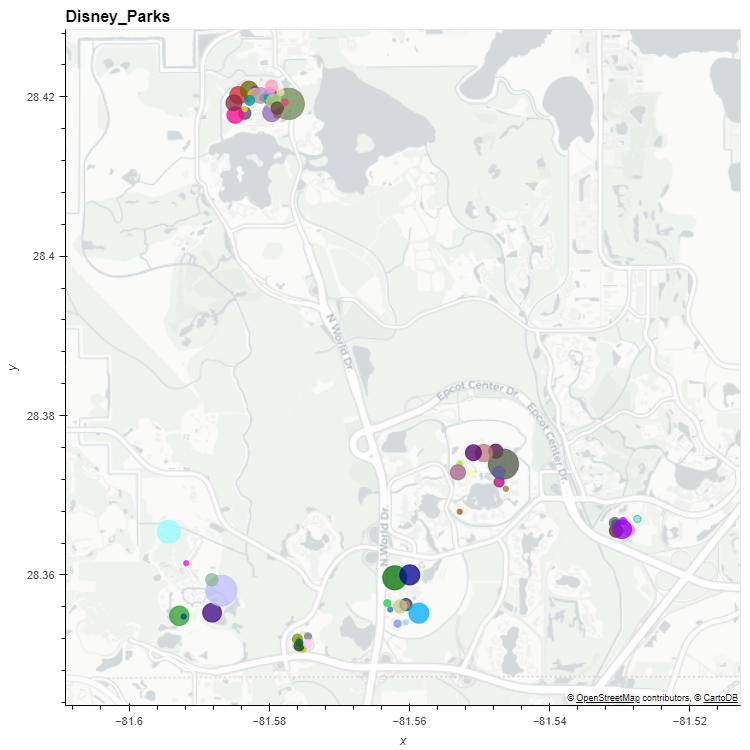 Disney_Parks
28.42
28.4
y
N World Dr.
28.38
Epcot Center Dr.
Epcot Center Dr.
N World Dr.
28.36
© OpenStreetMap contributors, © CartoDB
−81.6
−81.58
−81.56
−81.54
−81.52
x